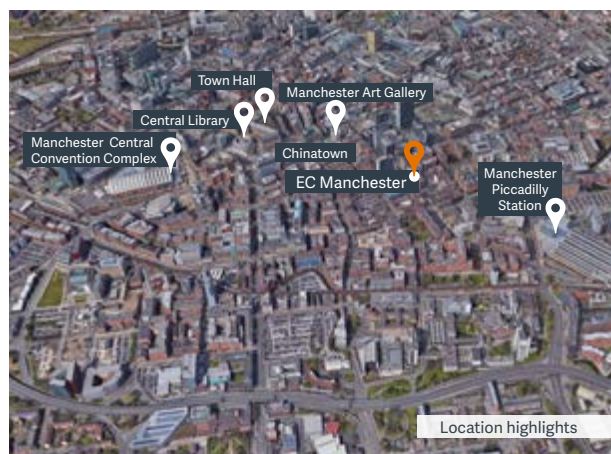 Town Hall
Manchester Art Gallery
Central Library
Manchester Central
Convention Complex
Chinatown
EC Manchester
Manchester
Piccadilly
Station
Location highlights